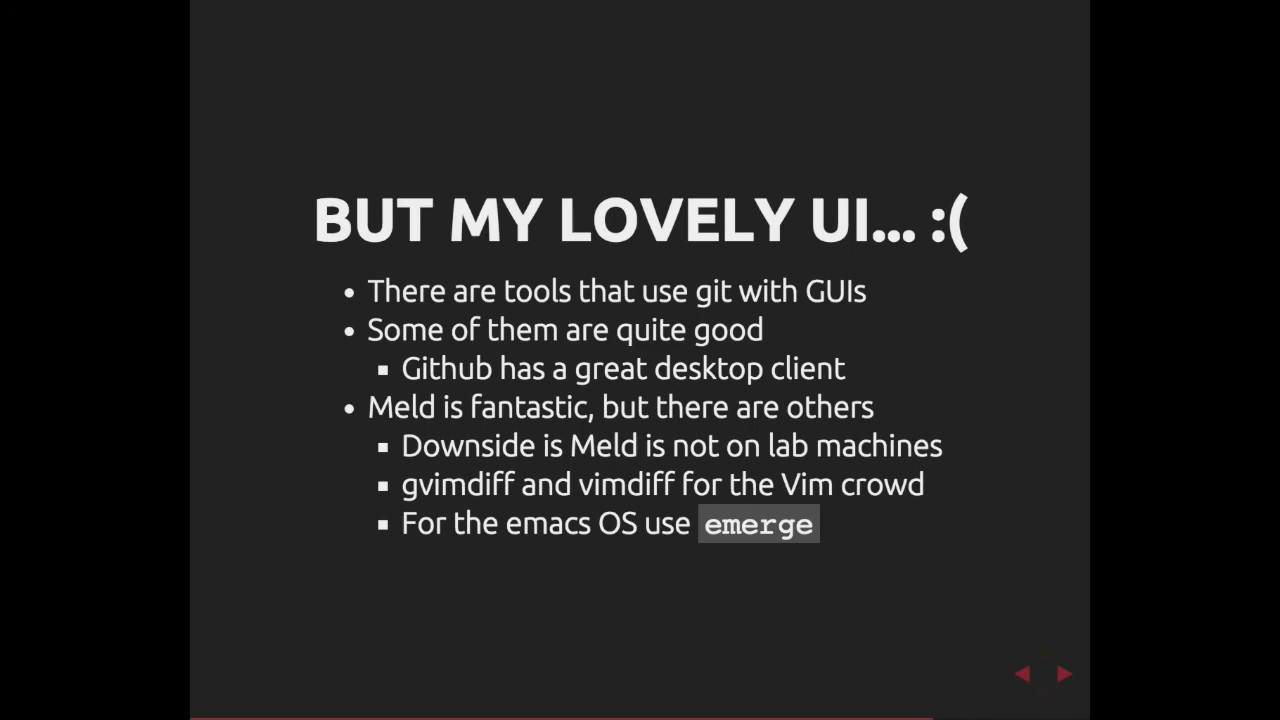 BUT MY LOVELY UI... :(
There are tools that use git with GUIs
Some of them are quite good
Github has a great desktop client
Meld is fantastic, but there are others
Downside is Meld is not on lab machines
gvimdiff and vimdiff for the Vim crowd
For the emacs OS use emerge